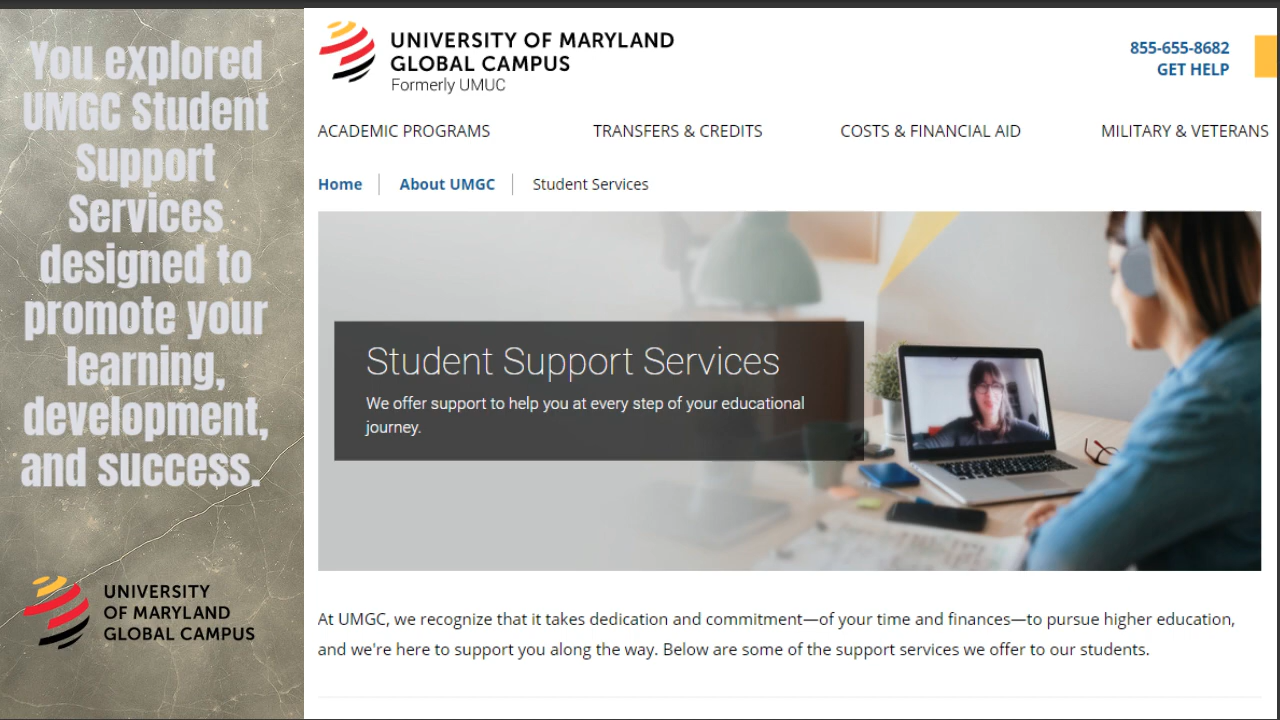 You explored
UMGC Student
Support
Services
designed to
promote your
learning,
development,
and success.
UNIVERSITY
OF MARYLAND
GLOBAL CAMPUS
UNIVERSITY OF MARYLAND
GLOBAL CAMPUS
Formerly UMUC
855-655-8682
GET HELP
ACADEMIC PROGRAMS
TRANSFERS & CREDITS
COSTS & FINANCIAL AID
MILITARY & VETERANS
Home
About UMGC
Student Services
Student Support Services
We offer support to help you at every step of your educational
journey.
At UMGC, we recognize that it takes dedication and commitment—of your time and finances—to pursue higher education,
and we're here to support you along the way. Below are some of the support services we offer to our students.